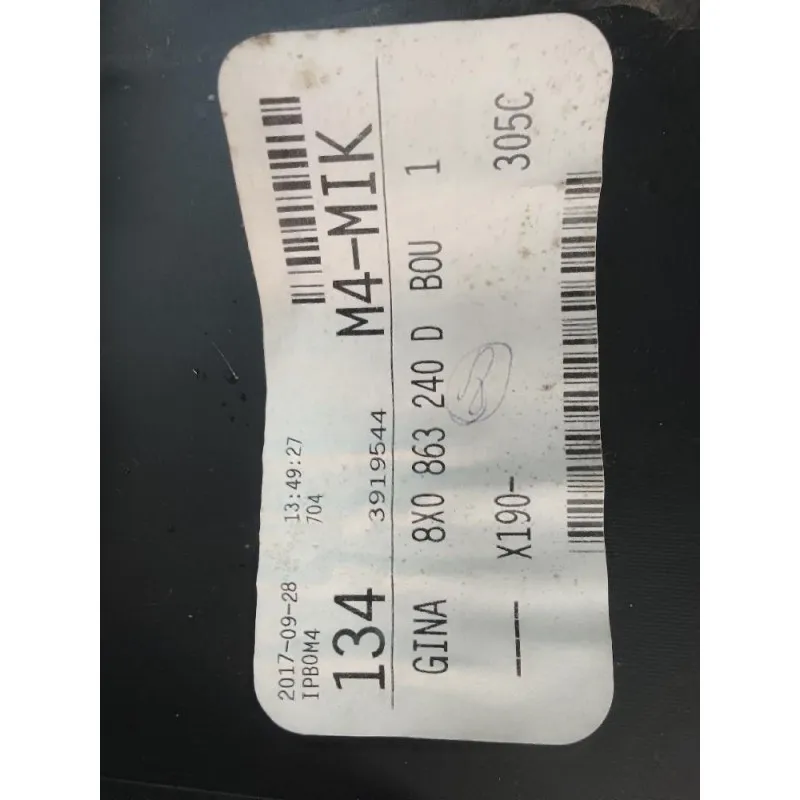 2017-09-28 13:49:27
IPB0M4 704
134 3919544 M4-MIK
GINA 8X0 863 240 D BOU 1
---- X190- 305C